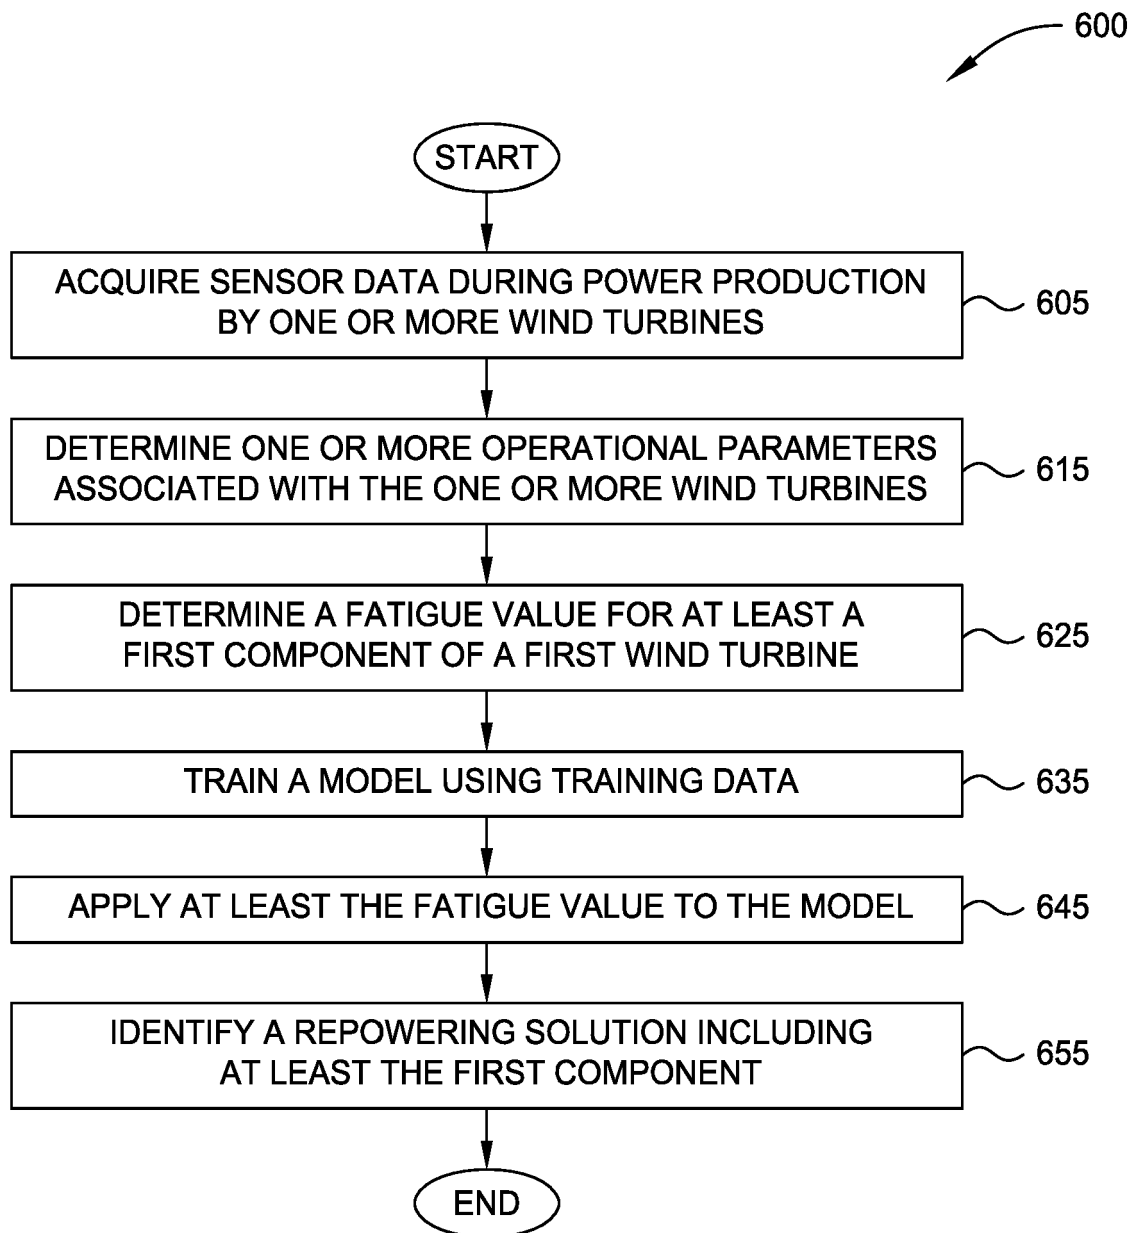 600
START
ACQUIRE SENSOR DATA DURING POWER PRODUCTION
BY ONE OR MORE WIND TURBINES
605
DETERMINE ONE OR MORE OPERATIONAL PARAMETERS
ASSOCIATED WITH THE ONE OR MORE WIND TURBINES
615
DETERMINE A FATIGUE VALUE FOR AT LEAST A
FIRST COMPONENT OF A FIRST WIND TURBINE
625
TRAIN A MODEL USING TRAINING DATA
635
APPLY AT LEAST THE FATIGUE VALUE TO THE MODEL
645
IDENTIFY A REPOWERING SOLUTION INCLUDING
AT LEAST THE FIRST COMPONENT
655
END